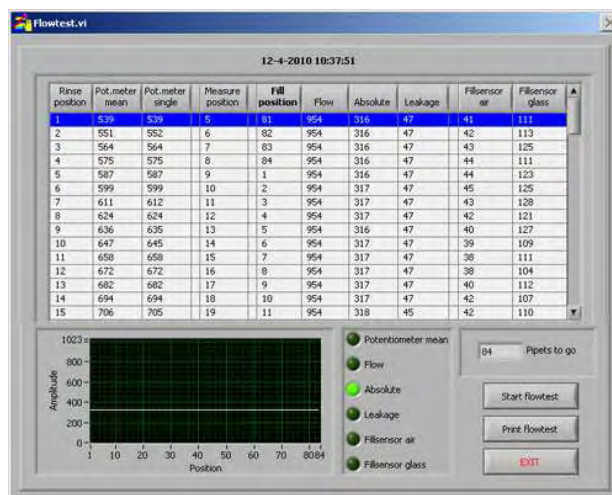 Flowtest.vi
12-4-2010 10:37:51
Rinse position Pot.meter mean Pot.meter single Measure position Fill position Flow Absolute Leakage Fillsensor air Fillsensor glass
1 539 539 5 81 954 316 47 41 111
2 551 552 6 82 954 316 47 42 113
3 564 564 7 83 954 316 47 43 125
4 575 575 8 84 954 316 47 44 111
5 587 587 9 1 954 316 47 44 123
6 599 599 10 2 954 317 47 45 125
7 611 612 11 3 954 317 47 43 128
8 624 624 12 4 954 317 47 42 121
9 636 635 13 5 954 316 47 40 127
10 647 645 14 6 954 317 47 39 109
11 658 658 15 7 954 317 47 38 111
12 672 672 16 8 954 317 47 38 104
13 682 682 17 9 954 317 47 40 112
14 694 694 18 10 954 317 47 42 107
15 706 705 19 11 954 318 45 42 110
1023
800
600
400
200
0
Amplitude
1 10 20 30 40 50 60 70 80 84
Position
Potentiometer mean
Flow
Absolute
Leakage
Fillsensor air
Fillsensor glass
84 Pipets to go
Start flowtest
Print flowtest
EXIT